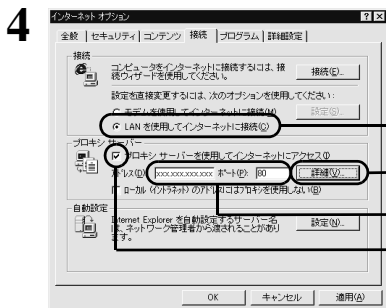 4
インターネット オプション
全般 セキュリティ コンテンツ 接続 プログラム 詳細設定
接続
コンピュータをインターネットに接続するには、接
続ウィザードを使用してください。
接続(E)...
設定を直接変更するには、次のオプションを使用してください:
モデムを使用してインターネットに接続(M)
設定(S)...
LAN を使用してインターネットに接続(C)
プロキシ サーバー
プロキシ サーバーを使用してインターネットにアクセス(I)
アドレス(D): xxx.xxx.xxx.xxx ポート(P): 80
詳細(V)...
ローカル (イントラネット) のアドレスにはプロキシを使用しない(B)
自動設定
Internet Explorer を自動設定するサーバー名
は、ネットワーク管理者から渡されることがあり
ます。
設定(N)...
OK キャンセル 適用(A)